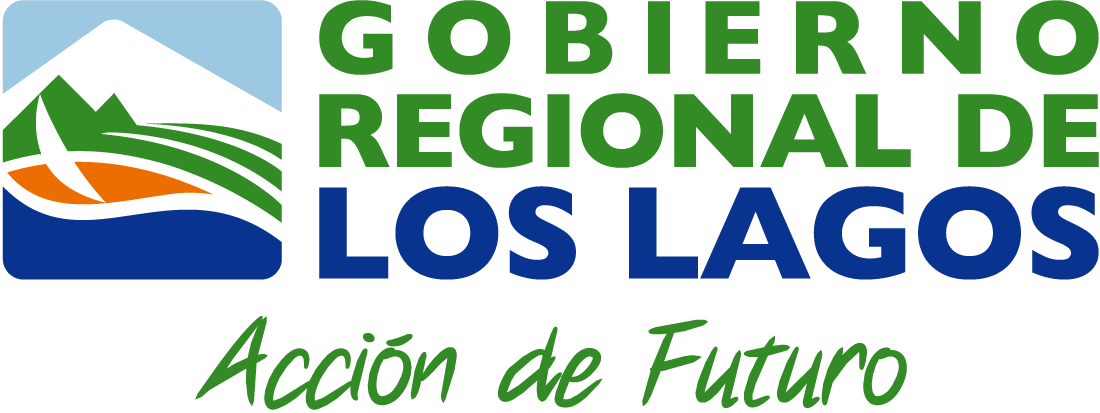 GOBIERNO
REGIONAL DE
LOS LAGOS
Acción de Futuro